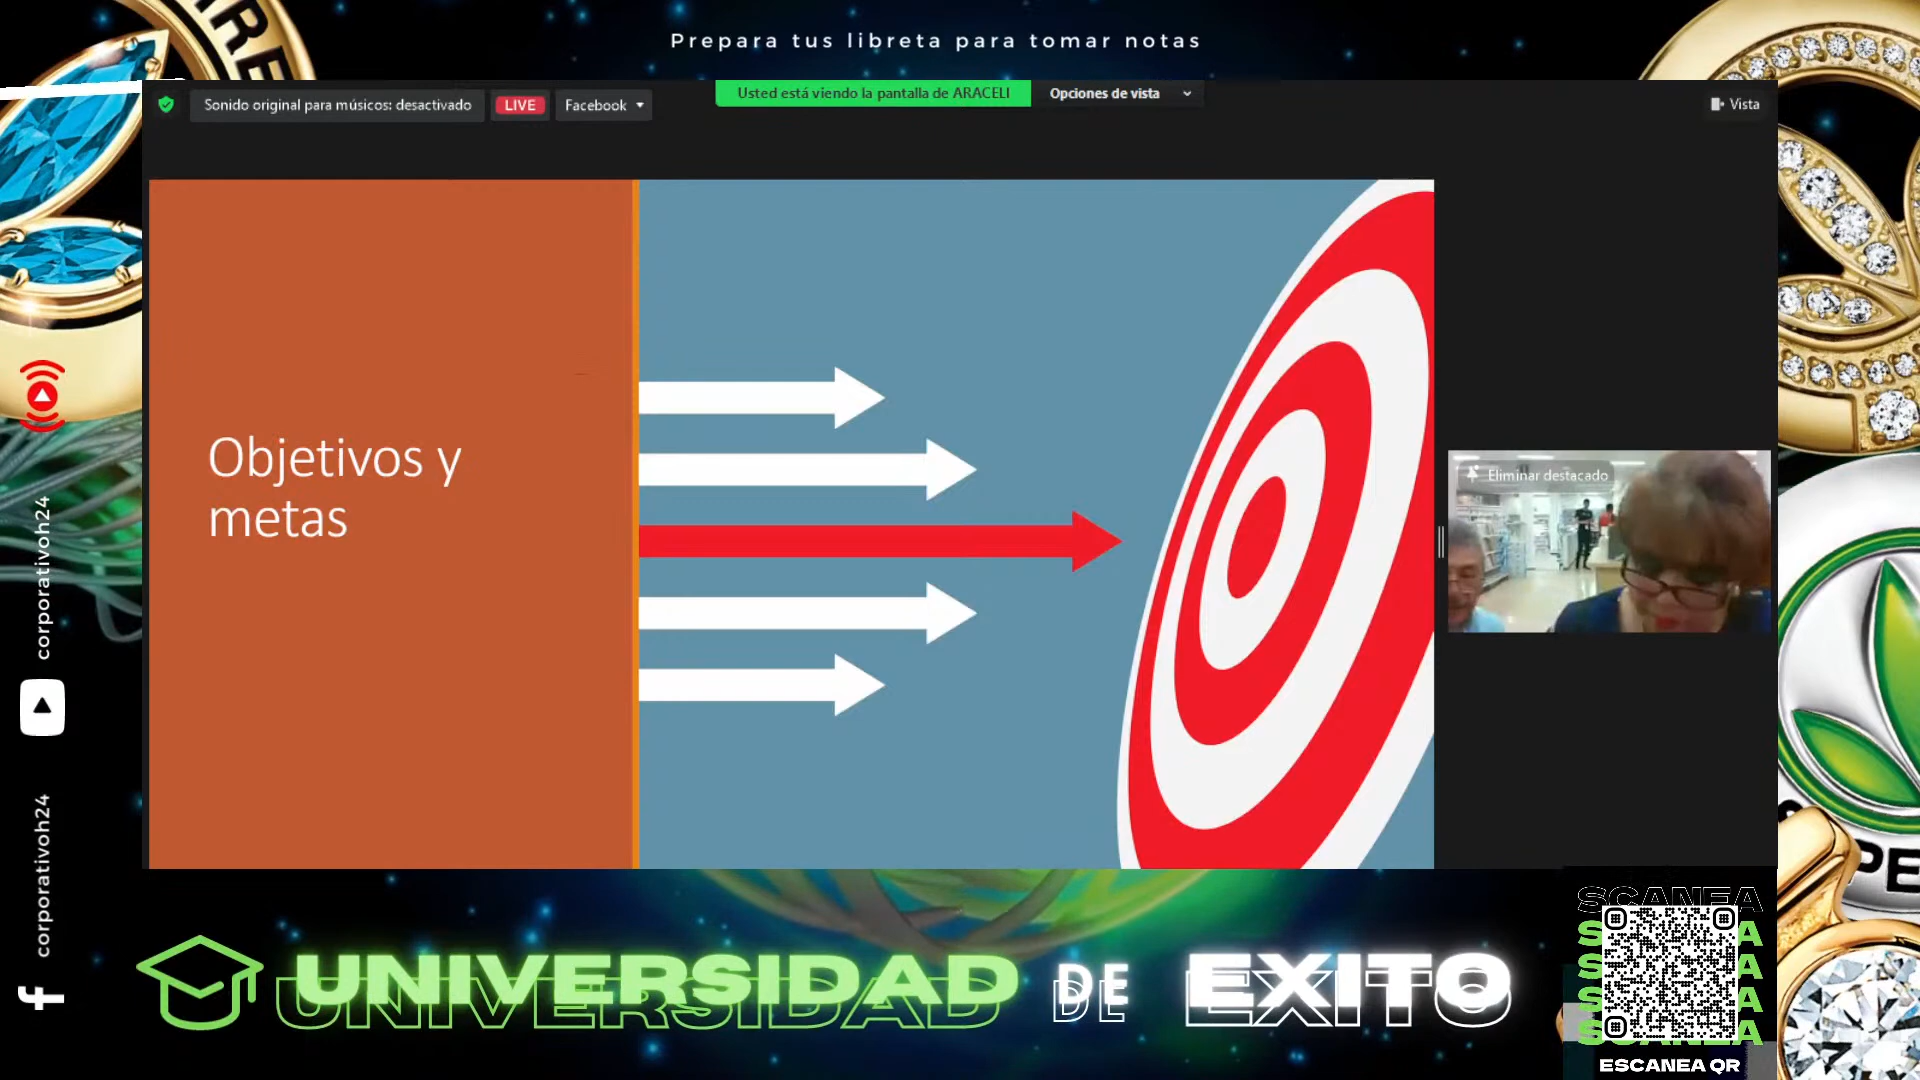 Prepara tus libreta para tomar notas
Sonido original para músicos: desactivado
LIVE
Facebook
Usted está viendo la pantalla de ARACELI
Opciones de vista
Vista
Objetivos y
metas
Eliminar destacado
corporativoh24
corporativoh24
UNIVERSIDAD DE EXITO
SCANEA
ESCANEA QR